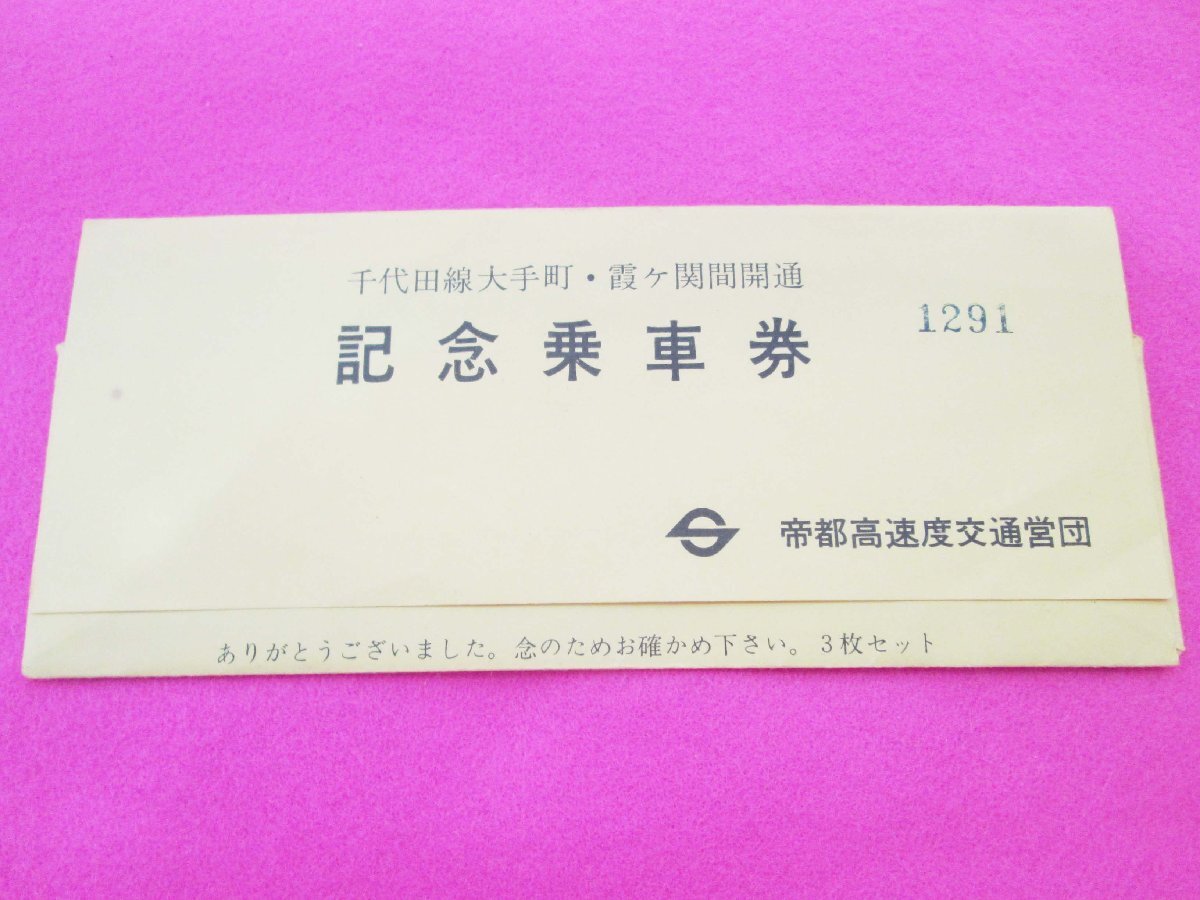 千代田線大手町・霞ケ関間開通
1291
記念乗車券
帝都高速度交通営団
ありがとうございました。念のためお確かめ下さい。3枚セット